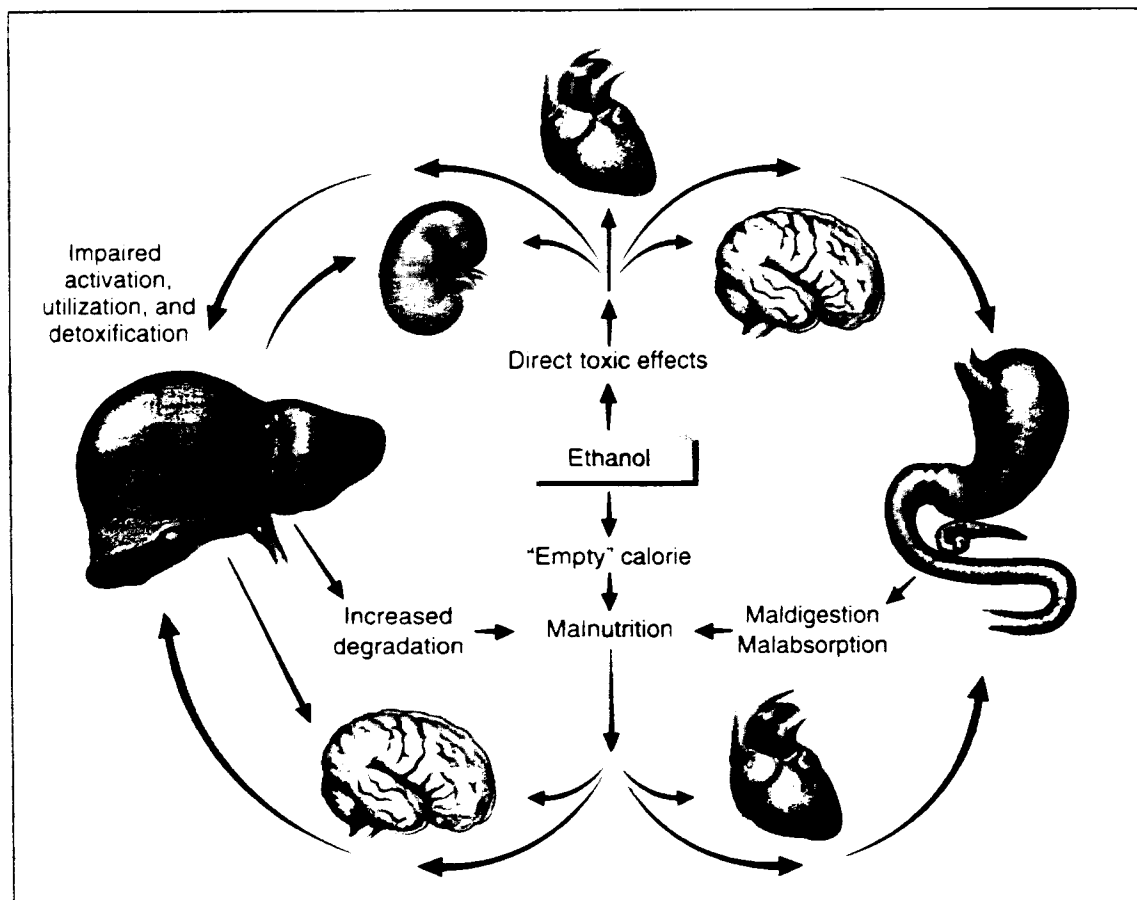 Impaired
activation,
utilization, and
detoxification
Direct toxic effects
Ethanol
"Empty" calorie
Increased
degradation
Malnutrition
Maldigestion
Malabsorption